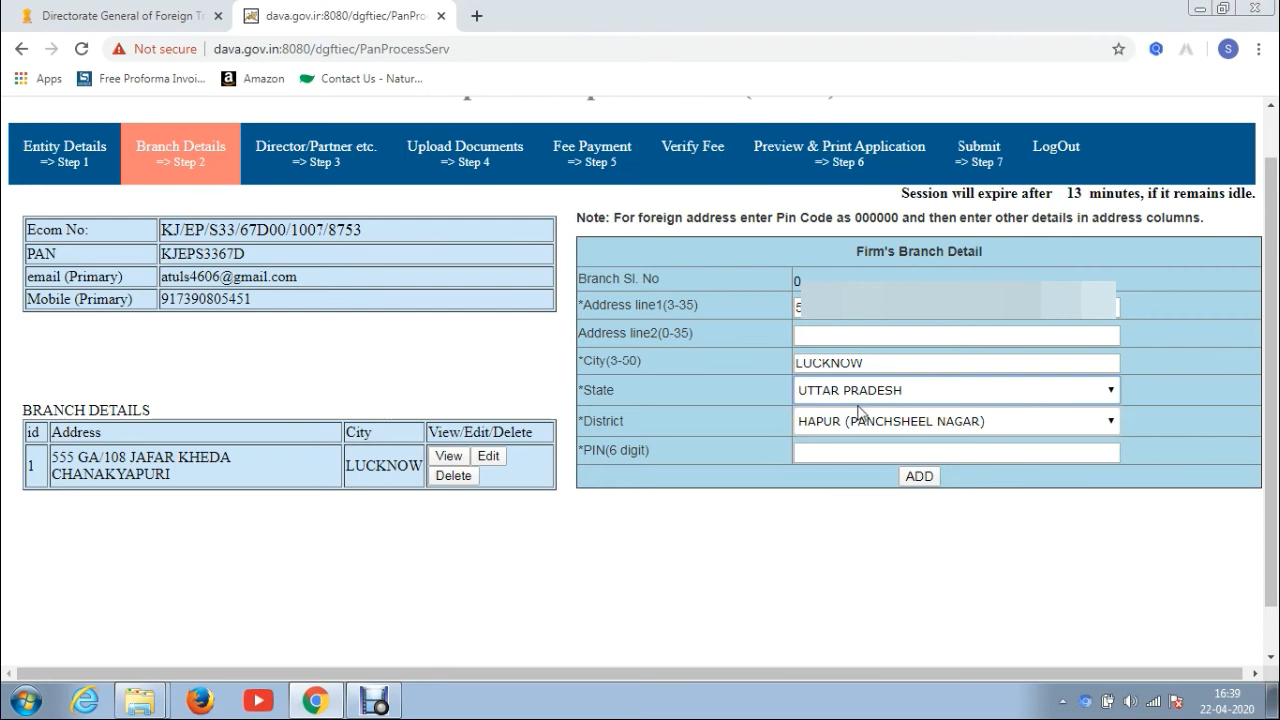 Directorate General of Foreign T
dava.gov.in:8080/dgftiec/PanPro
Not secure dava.gov.in:8080/dgftiec/PanProcessServ
S
Apps Free Proforma Invoi... Amazon Contact Us - Natur...
Entity Details Branch Details Director/Partner etc. Upload Documents Fee Payment Verify Fee Preview & Print Application Submit LogOut
=> Step 1 => Step 2 => Step 3 => Step 4 => Step 5 => Step 6 => Step 7
Session will expire after 13 minutes, if it remains idle.
Note: For foreign address enter Pin Code as 000000 and then enter other details in address columns.
Ecom No: KJ/EP/S33/67D00/1007/8753
PAN KJEPS3367D
email (Primary) atuls4606@gmail.com
Mobile (Primary) 917390805451
Firm's Branch Detail
Branch Sl. No 0
*Address line1(3-35) 5
Address line2(0-35)
*City(3-50) LUCKNOW
*State UTTAR PRADESH
*District HAPUR (PANCHSHEEL NAGAR)
*PIN(6 digit)
ADD
BRANCH DETAILS
id Address City View/Edit/Delete
1 555 GA/108 JAFAR KHEDA
CHANAKYAPURI LUCKNOW View Edit
Delete
16:39
22-04-2020